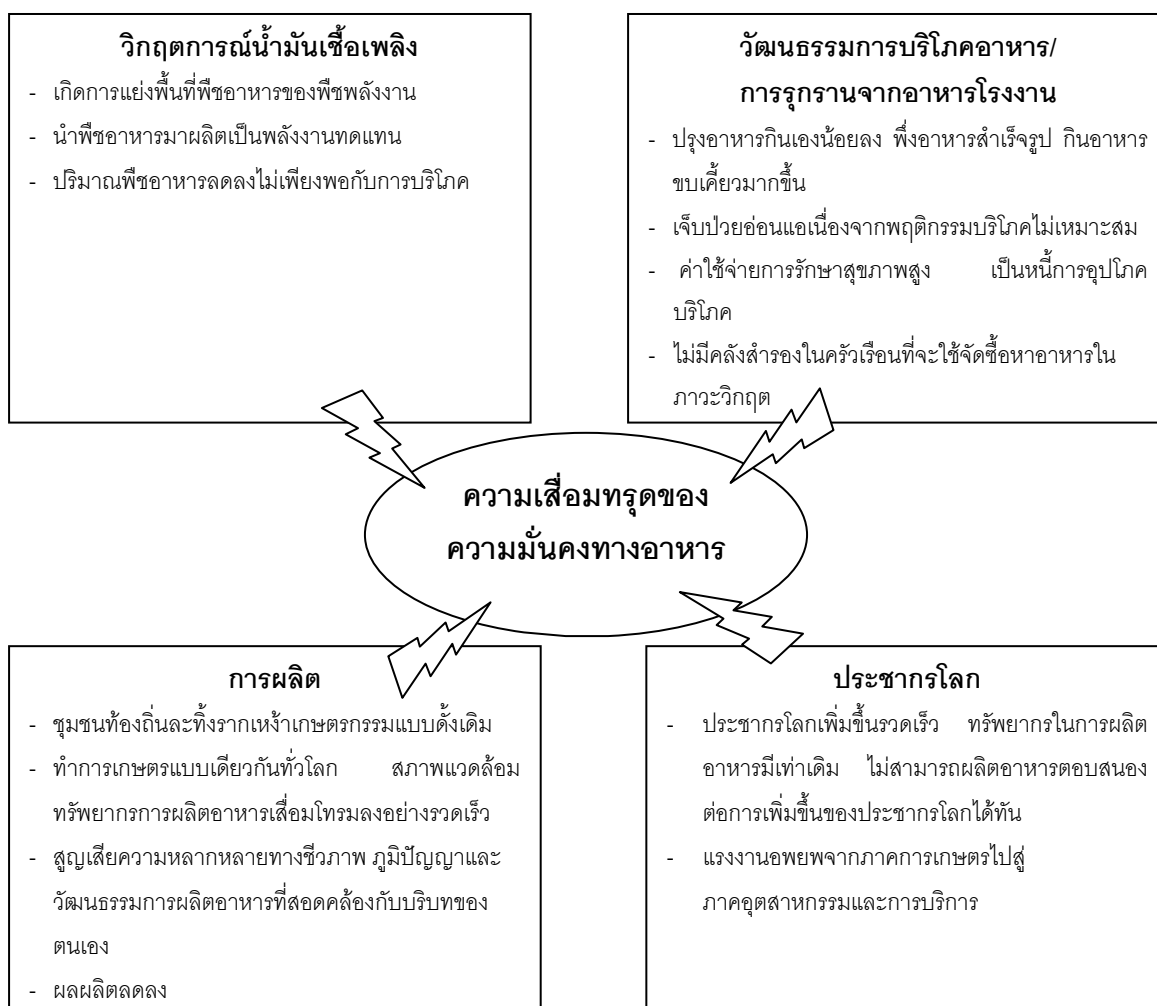 วิกฤตการณ์น้ำมันเชื้อเพลิง
- เกิดการแย่งพื้นที่พืชอาหารของพืชพลังงาน
- นำพืชอาหารมาผลิตเป็นพลังงานทดแทน
- ปริมาณพืชอาหารลดลงไม่เพียงพอกับการบริโภค
วัฒนธรรมการบริโภคอาหาร/
การรุกรานจากอาหารโรงงาน
- ปรุงอาหารกินเองน้อยลง พึ่งอาหารสำเร็จรูป กินอาหาร
ขบเคี้ยวมากขึ้น
- เจ็บป่วยอ่อนแอเนื่องจากพฤติกรรมบริโภคไม่เหมาะสม
- ค่าใช้จ่ายการรักษาสุขภาพสูง เป็นหนี้การอุปโภค
บริโภค
- ไม่มีคลังสำรองในครัวเรือนที่จะใช้จัดซื้อหาอาหารใน
ภาวะวิกฤต
ความเสื่อมทรุดของ
ความมั่นคงทางอาหาร
การผลิต
- ชุมชนท้องถิ่นละทิ้งรากเหง้าเกษตรกรรมแบบดั้งเดิม
- ทำการเกษตรแบบเดียวกันทั่วโลก สภาพแวดล้อม
ทรัพยากรการผลิตอาหารเสื่อมโทรมลงอย่างรวดเร็ว
- สูญเสียความหลากหลายทางชีวภาพ ภูมิปัญญาและ
วัฒนธรรมการผลิตอาหารที่สอดคล้องกับบริบทของ
ตนเอง
- ผลผลิตลดลง
ประชากรโลก
- ประชากรโลกเพิ่มขึ้นรวดเร็ว ทรัพยากรในการผลิต
อาหารมีเท่าเดิม ไม่สามารถผลิตอาหารตอบสนอง
ต่อการเพิ่มขึ้นของประชากรโลกได้ทัน
- แรงงานอพยพจากภาคการเกษตรไปสู่
ภาคอุตสาหกรรมและการบริการ